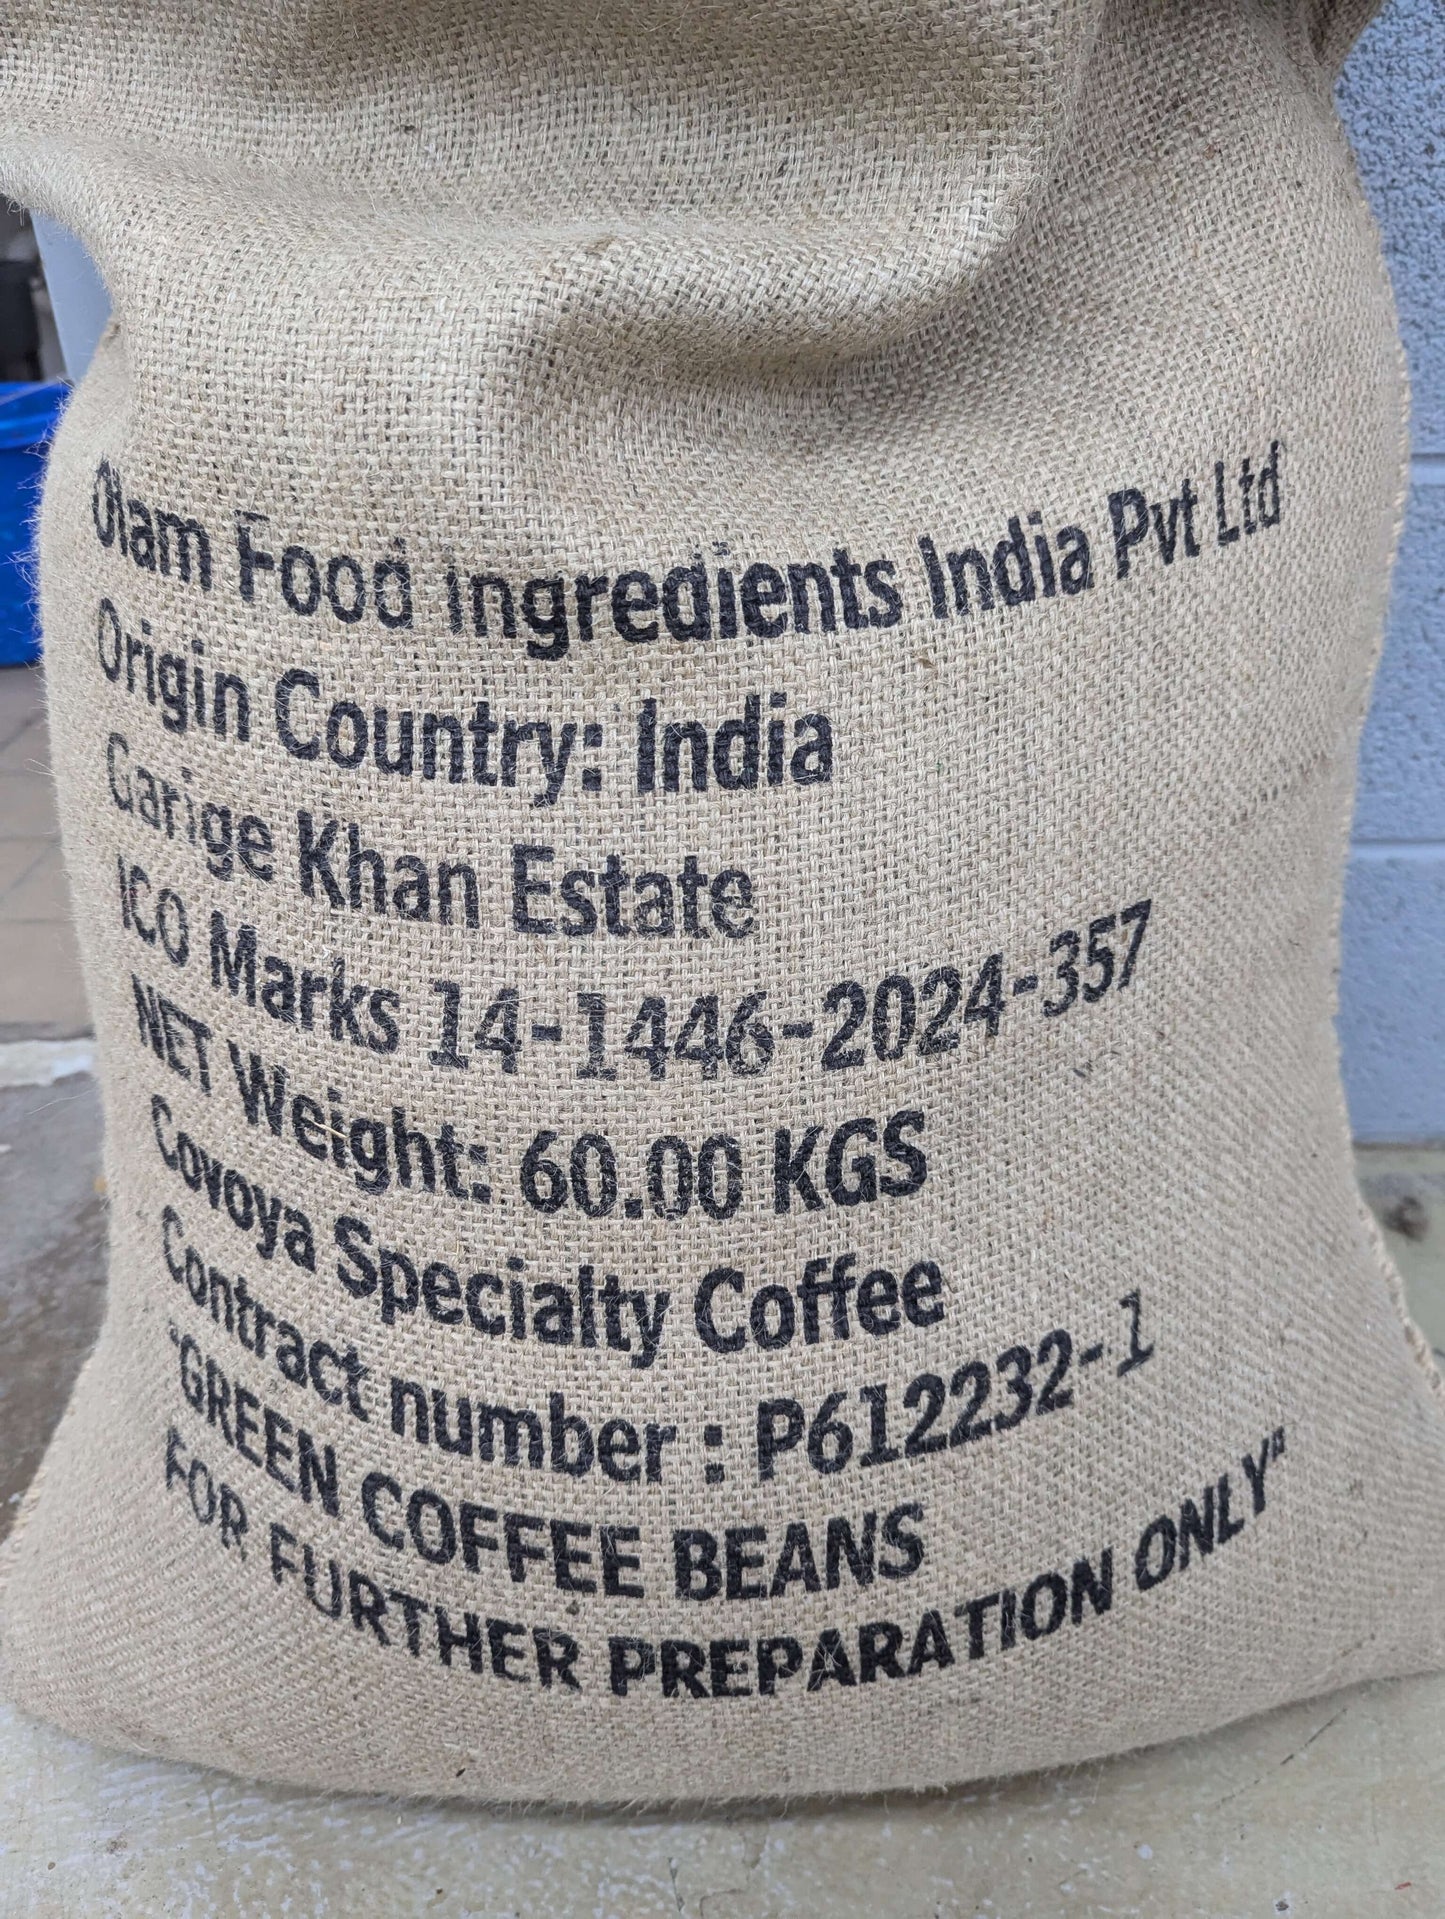 Olam Food Ingredients India Pvt Ltd
Origin Country: India
Garige Khan Estate
ICO Marks 14-1446-2024-357
NET Weight: 60.00 KGS
Covoya Specialty Coffee
Contract number : P612232-1
"GREEN COFFEE BEANS
FOR FURTHER PREPARATION ONLY"